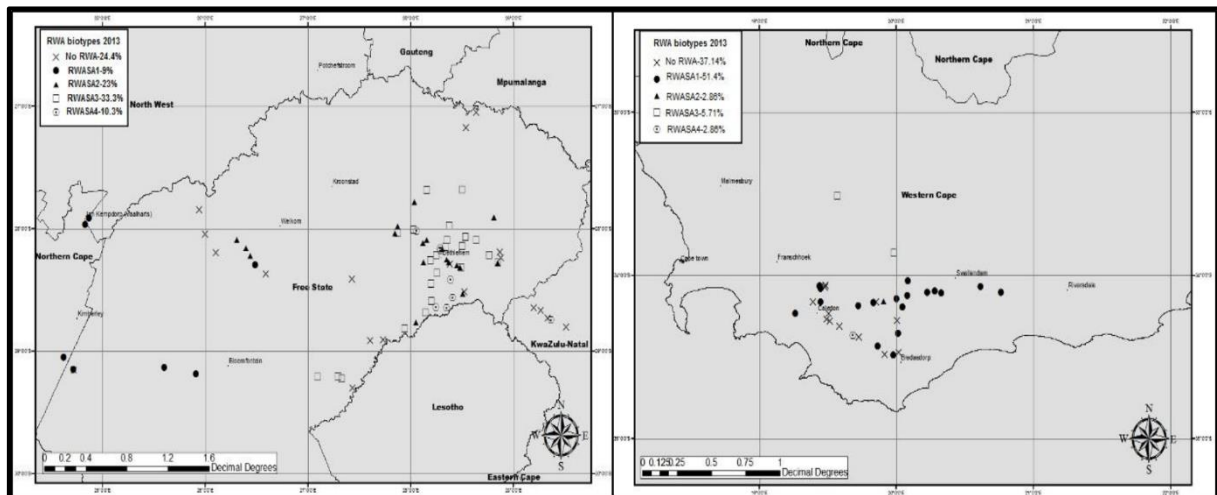 RWA biotypes 2013
No RWA-24.4%
RWASA1-9%
RWASA2-23%
RWASA3-33.3%
RWASA4-10.3%
Gauteng
Potchefstroom
Mpumalanga
North West
Kroonstad
Welkom
Northern Cape
Free State
Kimberley
Bloemfontein
KwaZulu-Natal
Lesotho
Eastern Cape
N
W E
S
0 0.2 0.4 0.8 1.2 1.6
Decimal Degrees
RWA biotypes 2013
No RWA-37.14%
RWASA1-51.4%
RWASA2-2.86%
RWASA3-5.71%
RWASA4-2.86%
Northern Cape
Northern Cape
Malmesbury
Western Cape
Cape town
Franschhoek
Swellendam
Riversdale
Caledon
Bredasdorp
N
W E
S
0 0.125 0.25 0.5 0.75 1
Decimal Degrees